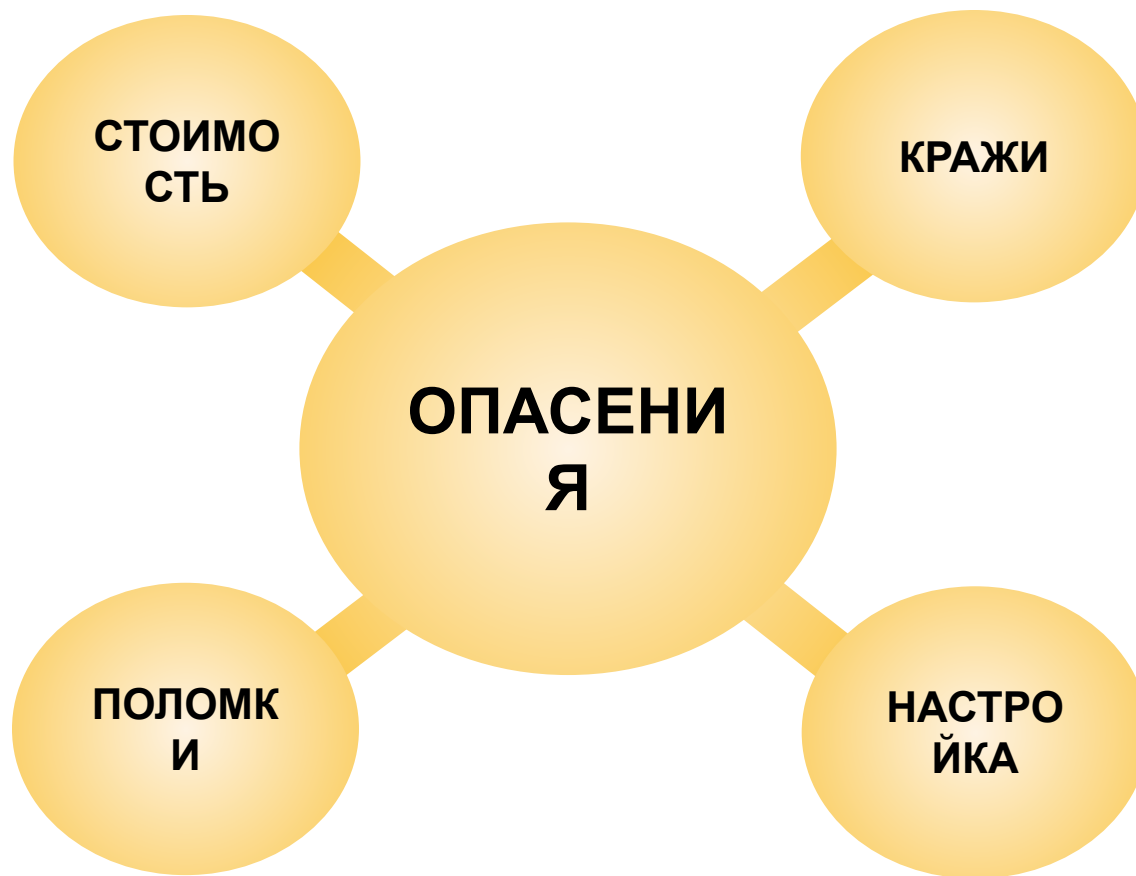 СТОИМО
СТЬ
КРАЖИ
ОПАСЕНИ
Я
ПОЛОМК
И
НАСТРО
ЙКА